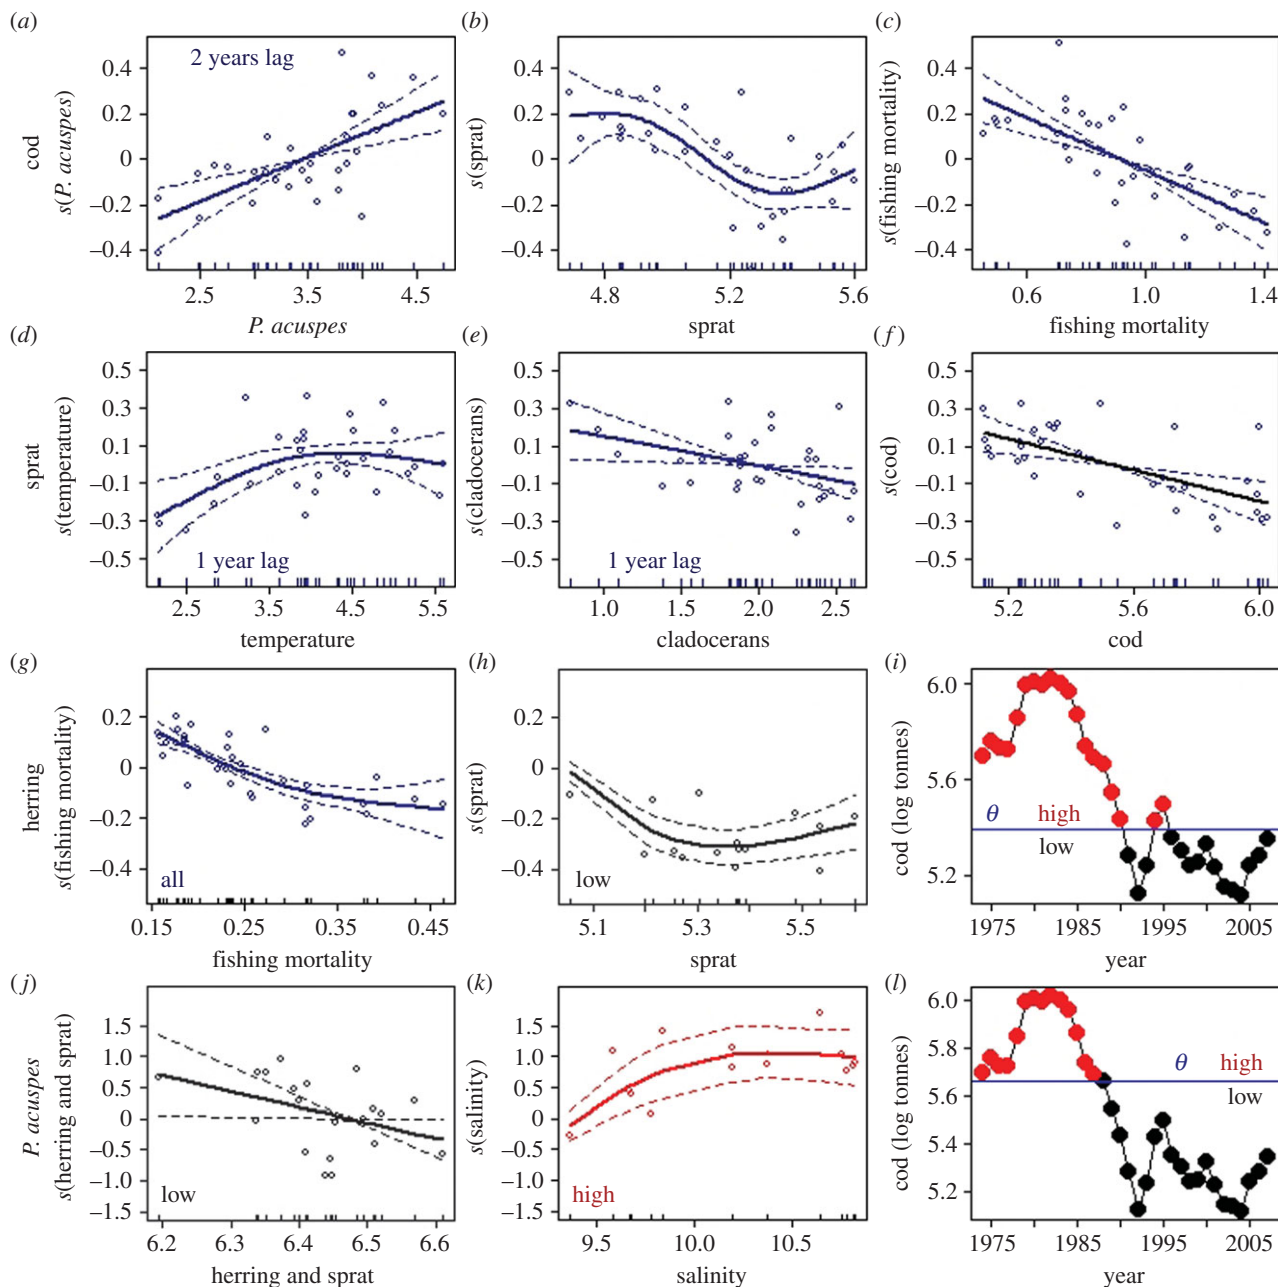 (a)
2 years lag
cod
s(P. acuspes)
0.4
0.2
0
–0.2
–0.4
2.5 3.5 4.5
P. acuspes
(b)
s(sprat)
0.4
0.2
0
–0.2
–0.4
4.8 5.2 5.6
sprat
(c)
s(fishing mortality)
0.4
0.2
0
–0.2
–0.4
0.6 1.0 1.4
fishing mortality
(d)
sprat
s(temperature)
0.5
0.3
0.1
–0.1
–0.3
–0.5
1 year lag
2.5 3.5 4.5 5.5
temperature
(e)
s(cladocerans)
0.5
0.3
0.1
–0.1
–0.3
–0.5
1 year lag
1.0 1.5 2.0 2.5
cladocerans
(f)
s(cod)
0.5
0.3
0.1
–0.1
–0.3
–0.5
5.2 5.6 6.0
cod
(g)
herring
s(fishing mortality)
0.2
0
–0.2
–0.4
all
0.15 0.25 0.35 0.45
fishing mortality
(h)
s(sprat)
0.2
0
–0.2
–0.4
low
5.1 5.3 5.5
sprat
(i)
cod (log tonnes)
6.0
5.6
5.2
θ high
low
1975 1985 1995 2005
year
(j)
P. acuspes
s(herring and sprat)
1.5
1.0
0.5
0
–0.5
–1.0
–1.5
low
6.2 6.3 6.4 6.5 6.6
herring and sprat
(k)
s(salinity)
1.5
1.0
0.5
0
–0.5
–1.0
–1.5
high
9.5 10.0 10.5
salinity
(l)
cod (log tonnes)
6.0
5.8
5.6
5.4
5.2
θ high
low
1975 1985 1995 2005
year